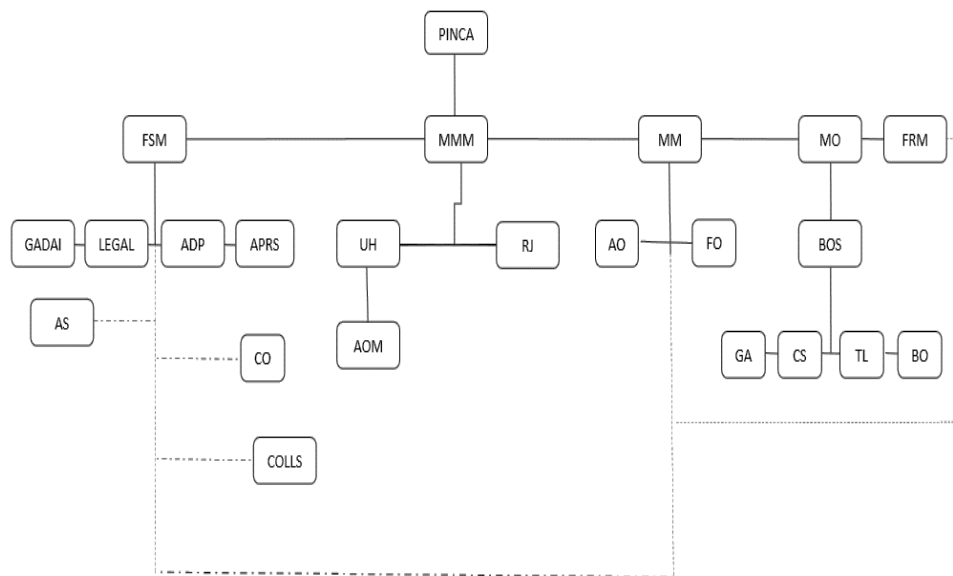 PINCA
FSM
MMM
MM
MO
FRM
GADAI
LEGAL
ADP
APRS
UH
RJ
AO
FO
BOS
AS
AOM
CO
GA
CS
TL
BO
COLLS